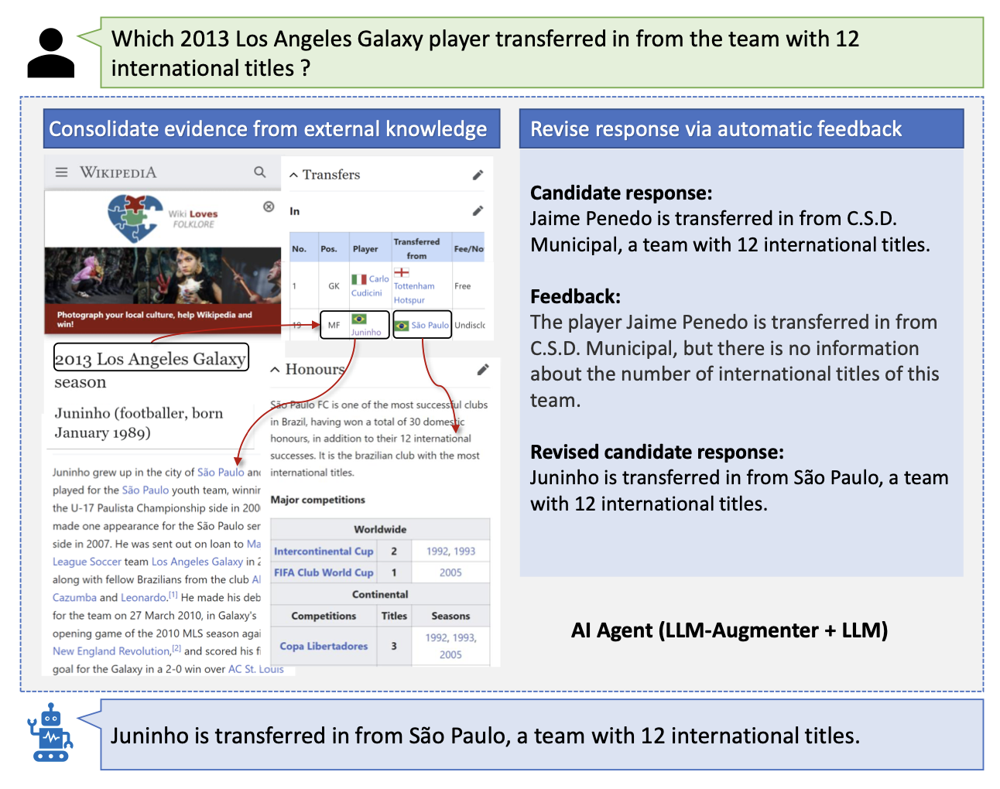 Which 2013 Los Angeles Galaxy player transferred in from the team with 12
international titles ?
Consolidate evidence from external knowledge
WIKIPEDIA
Wiki Loves
FOLKLORE
Photograph your local culture, help Wikipedia and
win!
2013 Los Angeles Galaxy
season
Juninho (footballer, born
January 1989)
Juninho grew up in the city of São Paulo and
played for the São Paulo youth team, winnin
the U-17 Paulista Championship side in 200
made one appearance for the São Paulo ser
side in 2007. He was sent out on loan to Ma
League Soccer team Los Angeles Galaxy in 2
along with fellow Brazilians from the club Al
Cazumba and Leonardo.[1] He made his deb
for the team on 27 March 2010, in Galaxy's
opening game of the 2010 MLS season agai
New England Revolution,[2] and scored his fi
goal for the Galaxy in a 2-0 win over AC St. Louis
Transfers
In
No. Pos. Player Transferred from Fee/No
1 GK Carlo Cudicini Tottenham Hotspur Free
19 MF Juninho São Paulo Undisclo
Honours
São Paulo FC is one of the most successful clubs
in Brazil, having won a total of 30 domestic
honours, in addition to their 12 international
successes. It is the brazilian club with the most
international titles.
Major competitions
Worldwide
Intercontinental Cup 2 1992, 1993
FIFA Club World Cup 1 2005
Continental
Competitions Titles Seasons
Copa Libertadores 3 1992, 1993, 2005
Revise response via automatic feedback
Candidate response:
Jaime Penedo is transferred in from C.S.D.
Municipal, a team with 12 international titles.
Feedback:
The player Jaime Penedo is transferred in from
C.S.D. Municipal, but there is no information
about the number of international titles of this
team.
Revised candidate response:
Juninho is transferred in from São Paulo, a team
with 12 international titles.
AI Agent (LLM-Augmenter + LLM)
Juninho is transferred in from São Paulo, a team with 12 international titles.